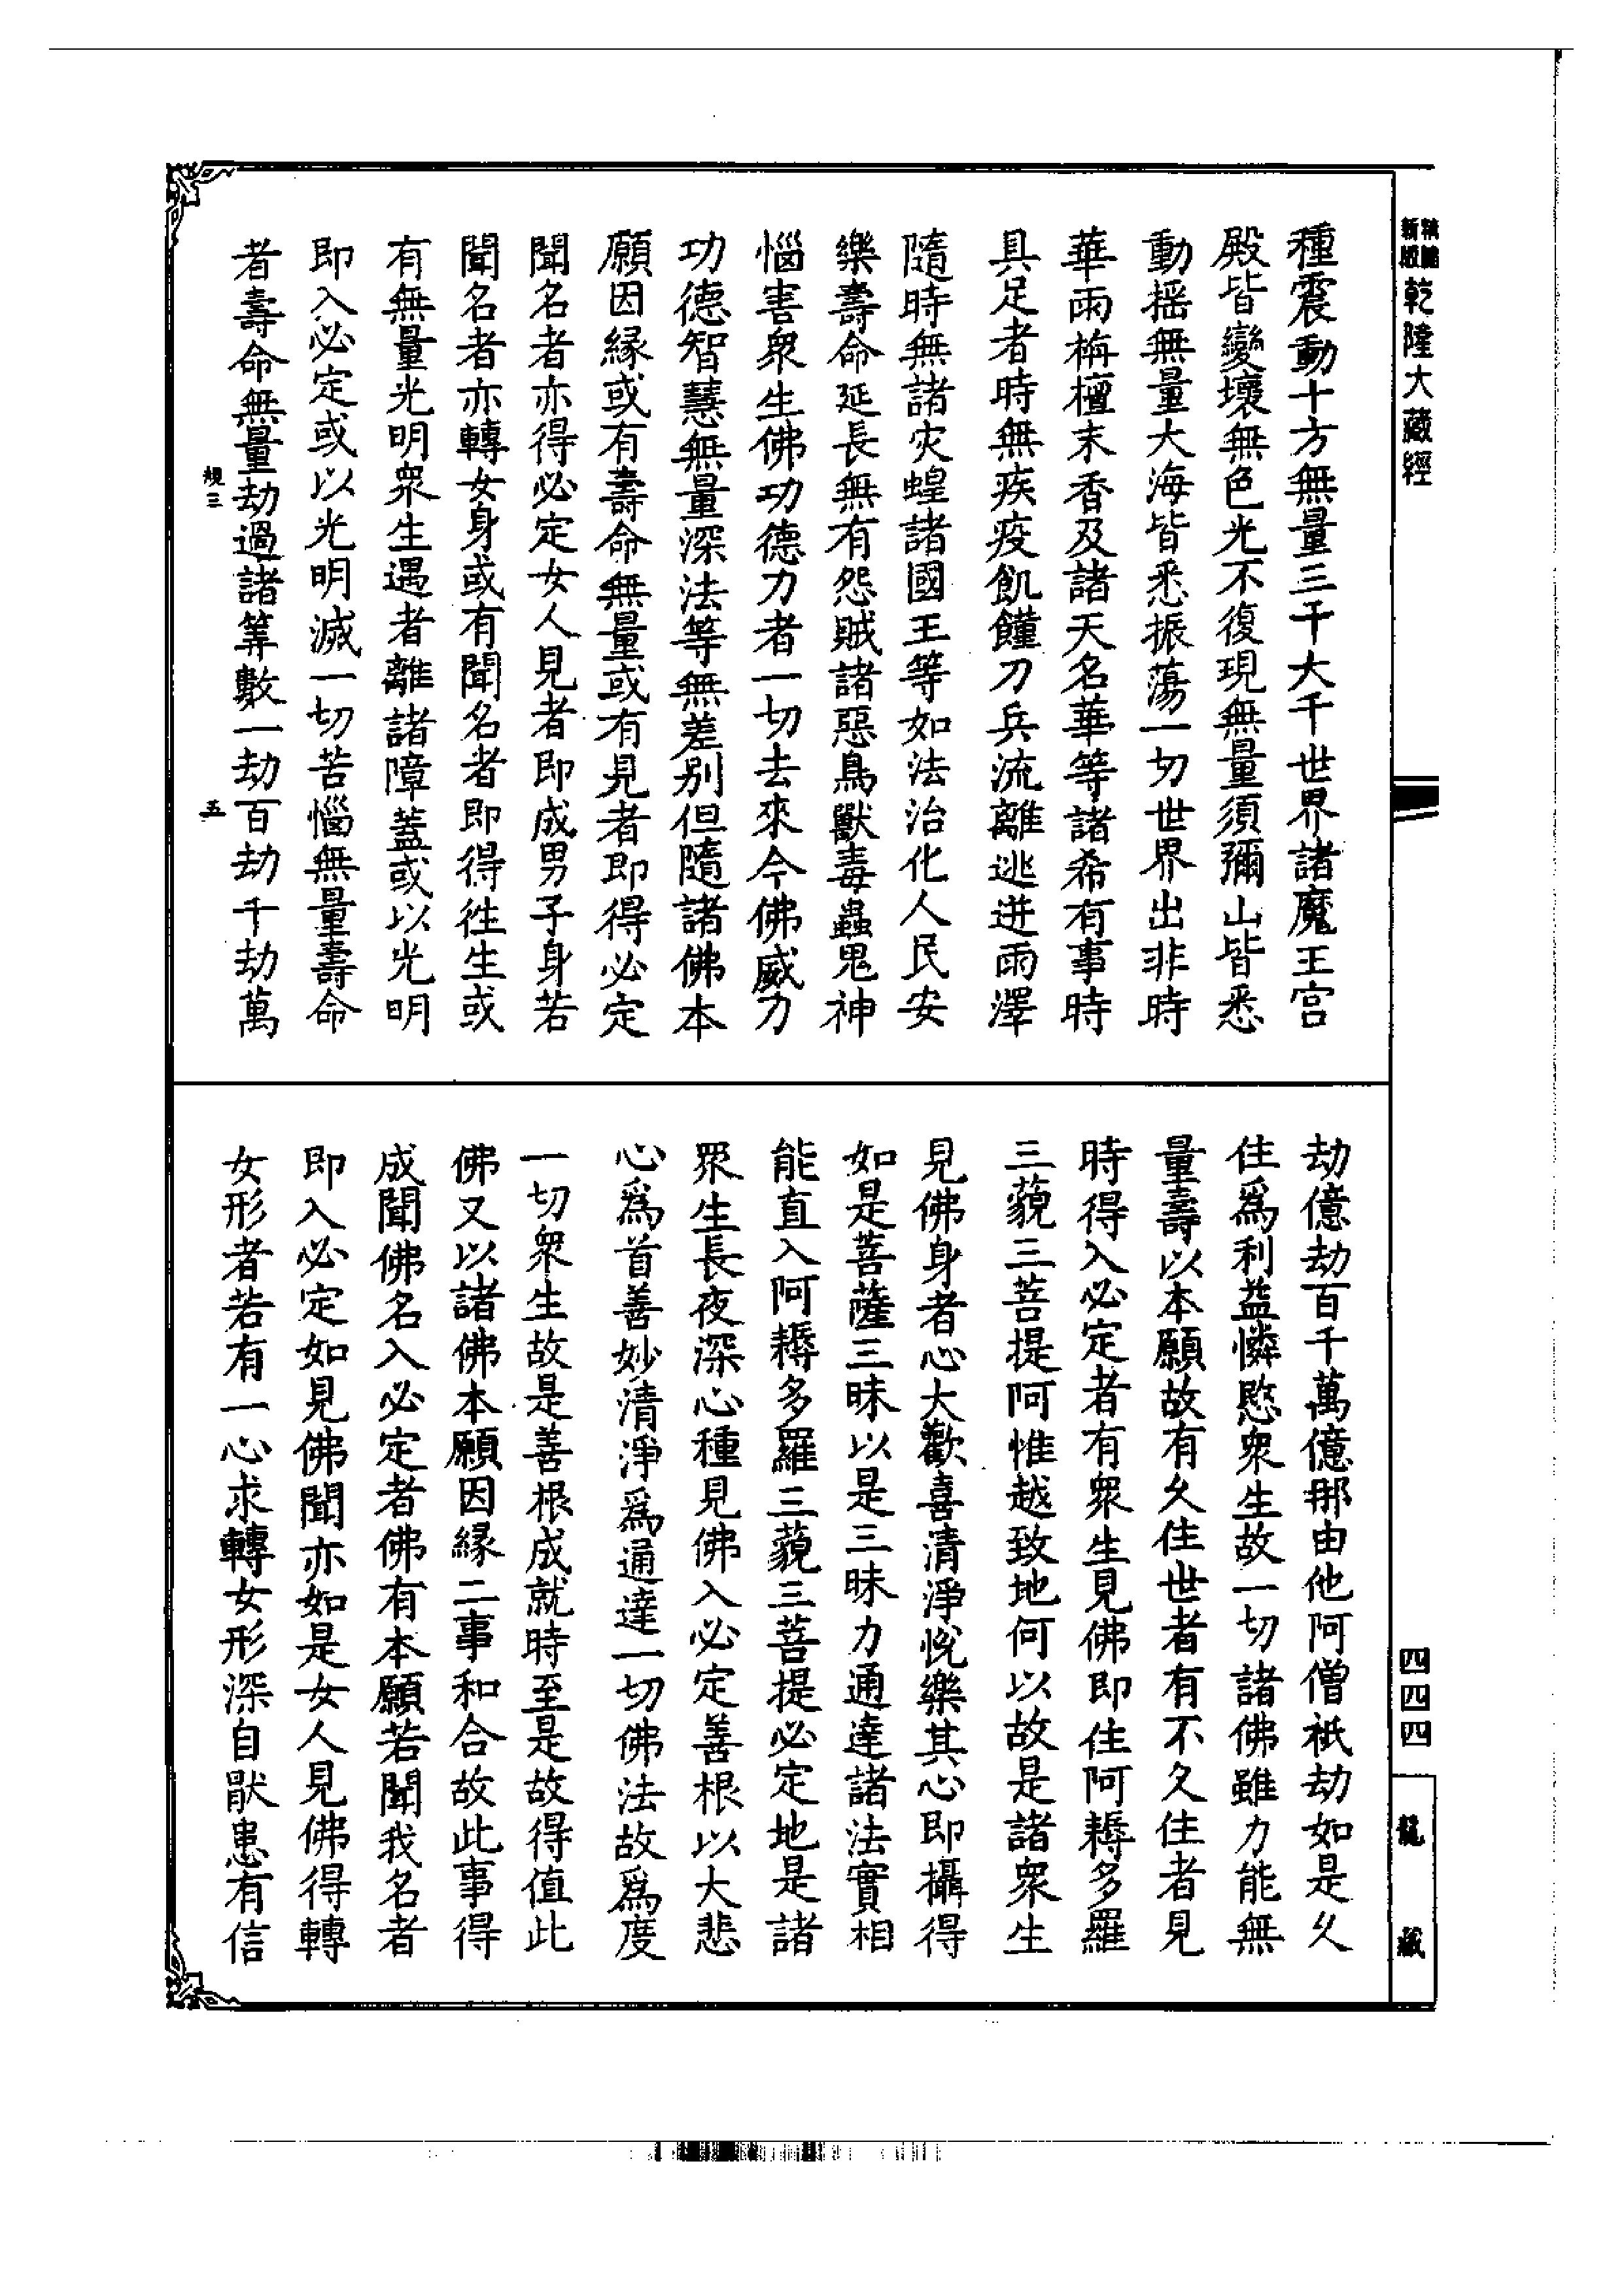 新版
乾隆大藏經
種震動十方無量三千大千世界諸魔王宮
殿皆變壞無色光不復現無量須彌山皆悉
動搖無量大海皆悉振蕩一切世界出非時
華雨栴檀末香及諸天名華等諸希有事時
具足者時無疾疫飢饉刀兵流離逃迸雨澤
隨時無諸灾蝗諸國王等如法治化人民安
樂壽命延長無有怨賊諸惡鳥獸毒蟲鬼神
惱害衆生佛功德力者一切去來今佛威力
功德智慧無量深法等無差别但隨諸佛本
願因緣或有壽命無量或有見者即得必定
聞名者亦得必定女人見者即成男子身若
聞名者亦轉女身或有聞名者即得徃生或
有無量光明衆生遇者離諸障蓋或以光明
即入必定或以光明滅一切苦惱無量壽命
者壽命無量劫過諸筭數一劫百劫千劫萬
規三
五
劫億劫百千萬億那由他阿僧祇劫如是久
住爲利益憐愍衆生故一切諸佛雖力能無
量壽以本願故有久住世者有不久住者見
時得入必定者有衆生見佛即住阿耨多羅
三藐三菩提阿惟越致地何以故是諸衆生
見佛身者心大歡喜清淨悅樂其心即攝得
如是菩薩三昧以是三昧力通達諸法實相
能直入阿耨多羅三藐三菩提必定地是諸
衆生長夜深心種見佛入必定善根以大悲
心爲首善妙清淨爲通達一切佛法故爲度
一切衆生故是善根成就時至是故得值此
佛又以諸佛本願因緣二事和合故此事得
成聞佛名入必定者佛有本願若聞我名者
即入必定如見佛聞亦如是女人見佛得轉
女形者若有一心求轉女形深自猒患有信
四四四
龍藏